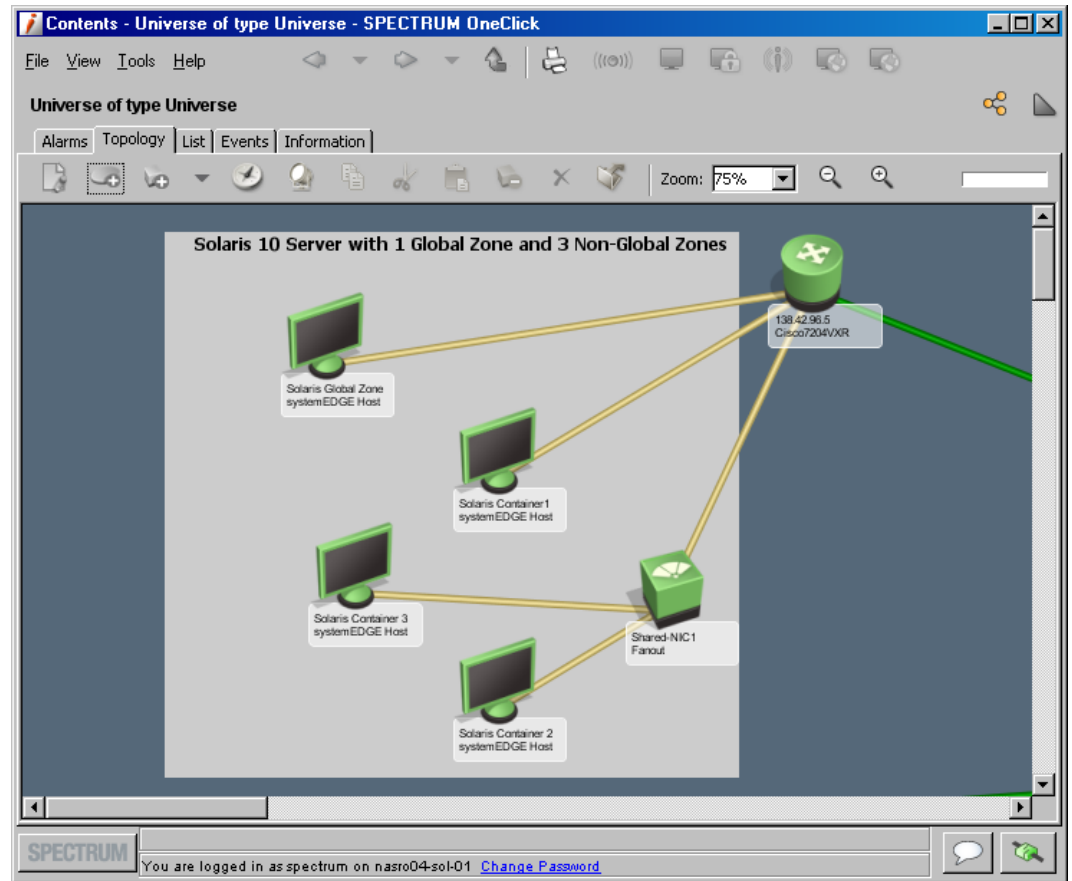 Contents - Universe of type Universe - SPECTRUM OneClick
File View Tools Help
Universe of type Universe
Alarms Topology List Events Information
Zoom: 75%
Solaris 10 Server with 1 Global Zone and 3 Non-Global Zones
138.42.96.5
Cisco7204VXR
Solaris Global Zone
systemEDGE Host
Solaris Container1
systemEDGE Host
Solaris Container 3
systemEDGE Host
Shared-NIC1
Fanout
Solaris Container 2
systemEDGE Host
SPECTRUM
You are logged in as spectrum on nasro04-sol-01 Change Password